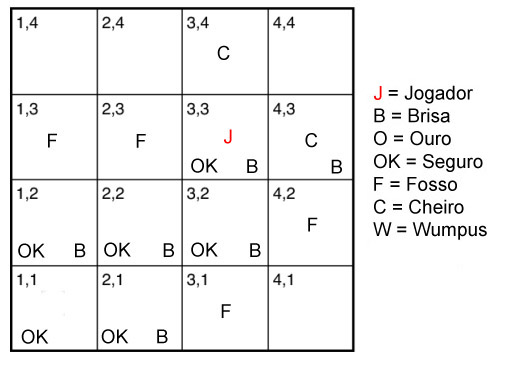 1,4 2,4 3,4 4,4
C
1,3 2,3 3,3 4,3
F F J C
OK B B
1,2 2,2 3,2 4,2
F
OK B OK B OK B
1,1 2,1 3,1 4,1
F
OK OK B
J = Jogador
B = Brisa
O = Ouro
OK = Seguro
F = Fosso
C = Cheiro
W = Wumpus